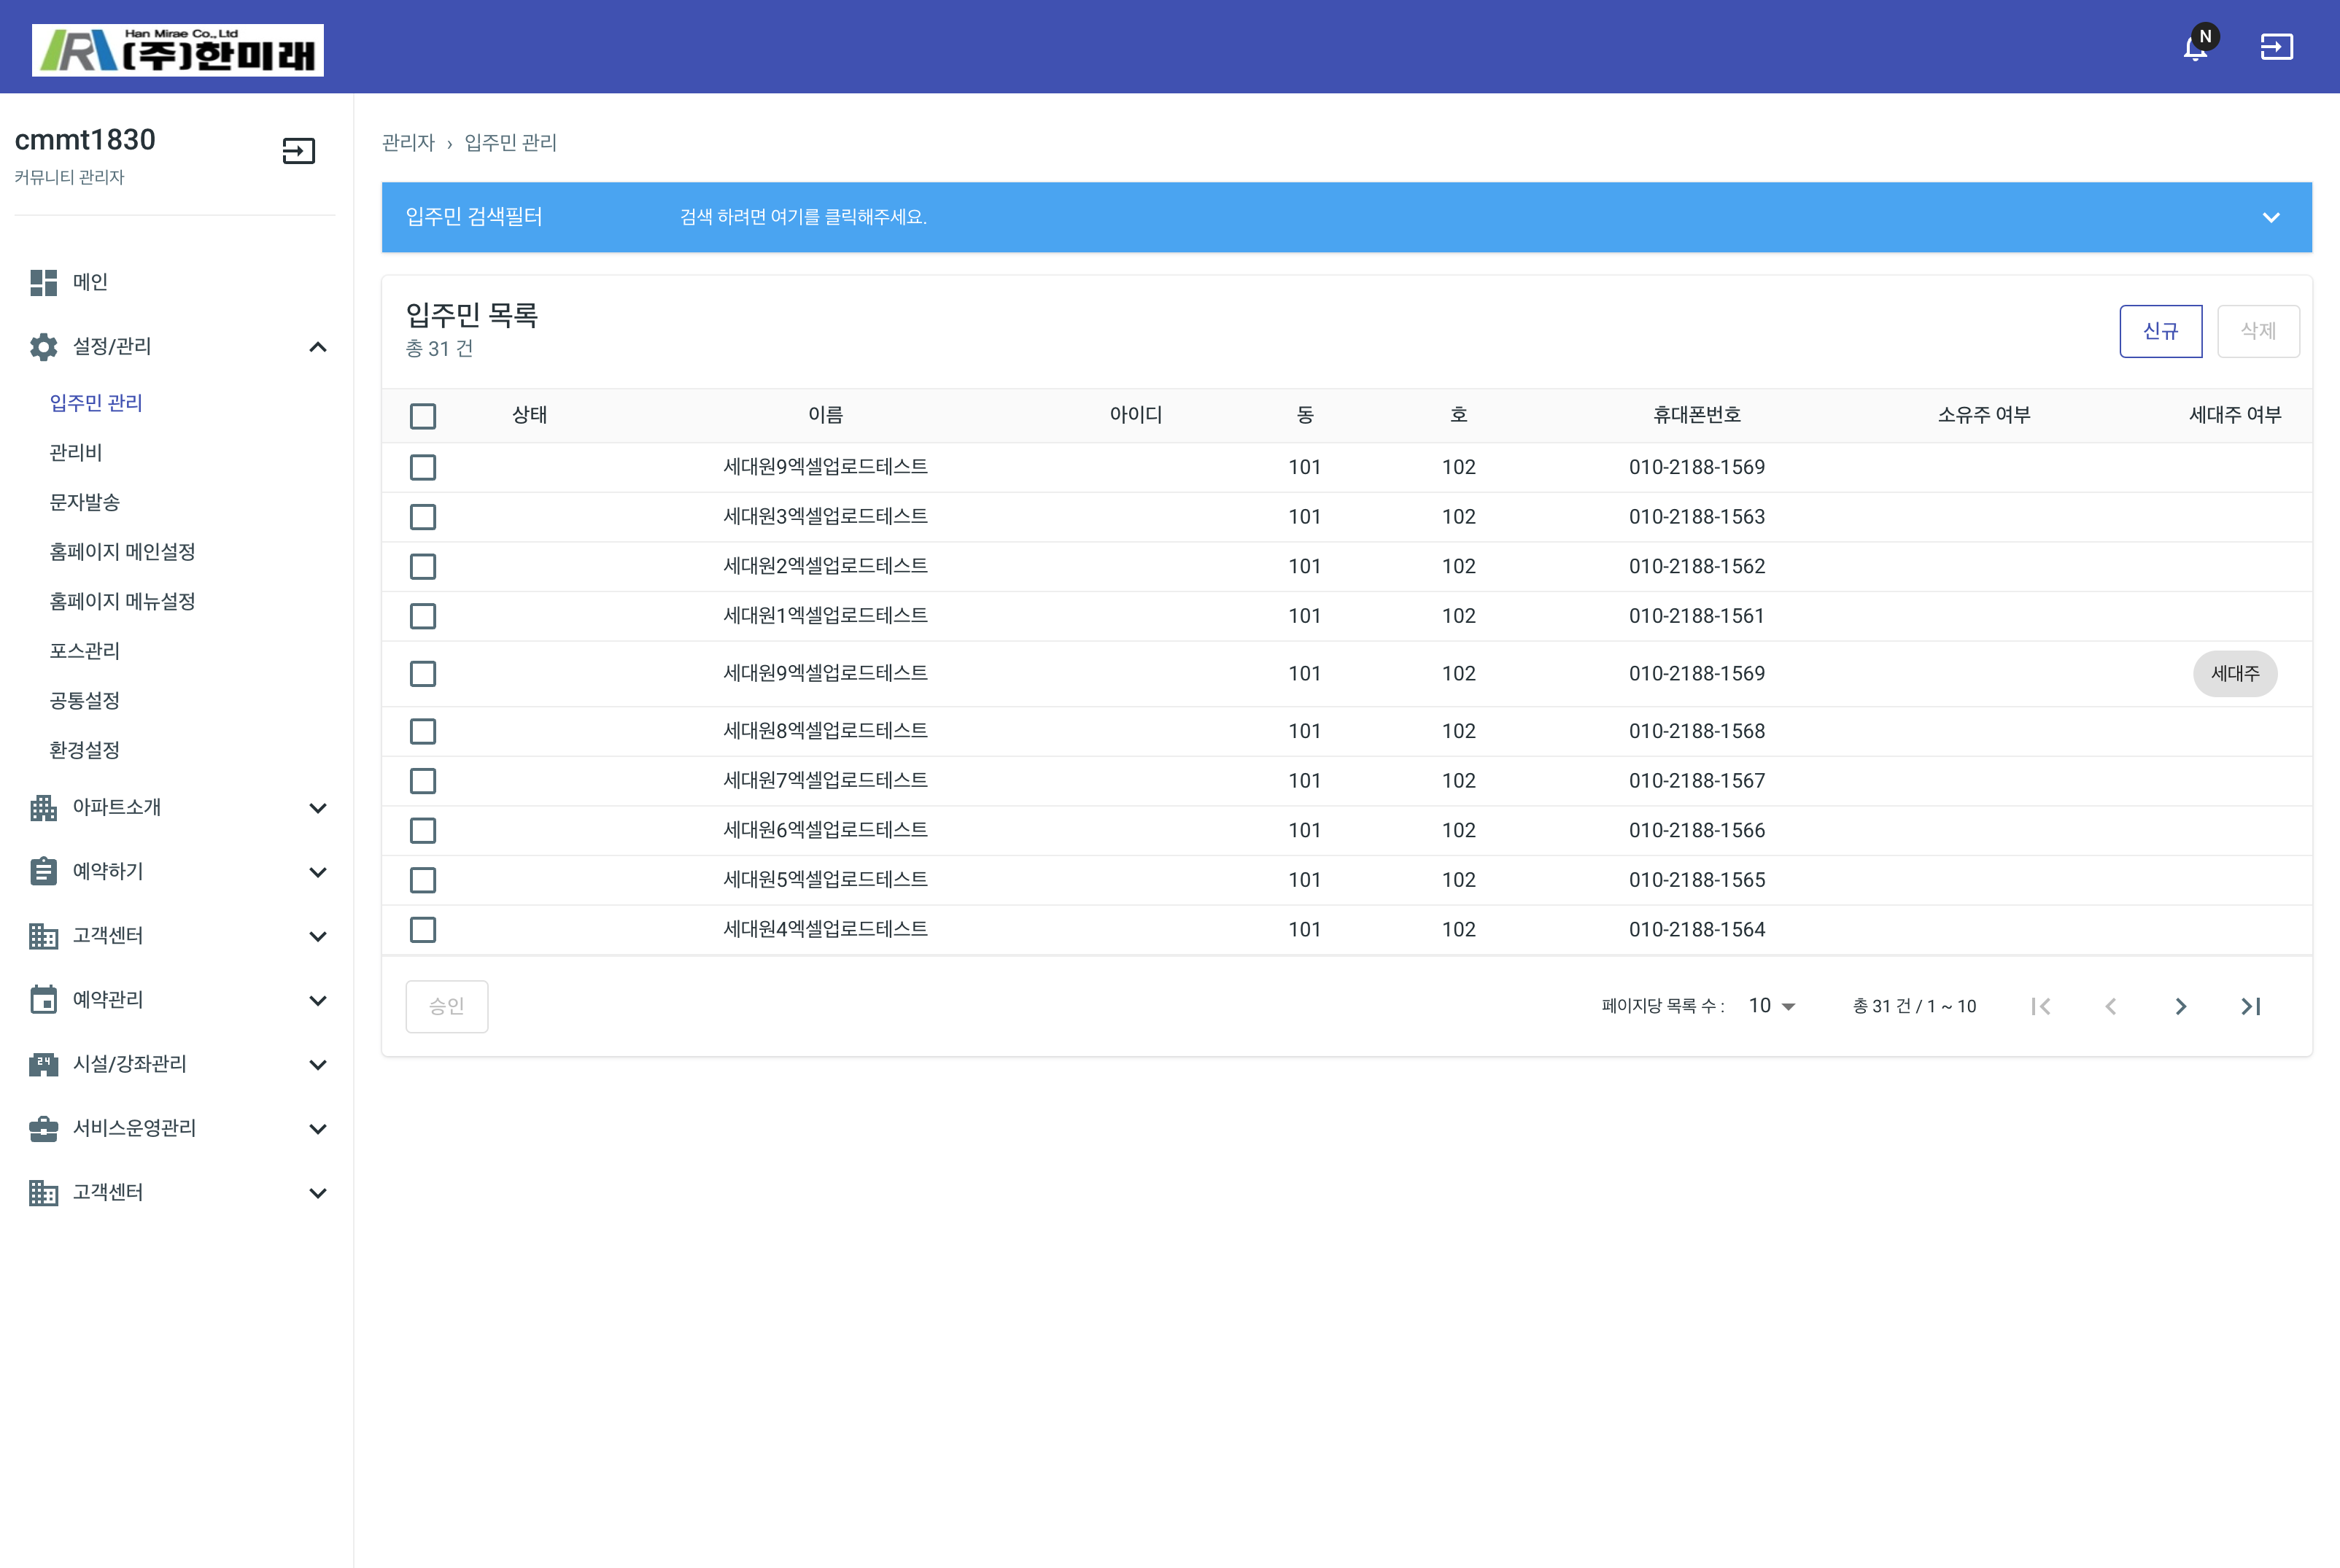 Han Mirae Co., Ltd
(주)한미래
N
cmmt1830
커뮤니티 관리자
메인
설정/관리
입주민 관리
관리비
문자발송
홈페이지 메인설정
홈페이지 메뉴설정
포스관리
공통설정
환경설정
아파트소개
예약하기
고객센터
예약관리
24
시설/강좌관리
서비스운영관리
고객센터
관리자 › 입주민 관리
입주민 검색필터 검색 하려면 여기를 클릭해주세요.
입주민 목록
총 31 건
신규 삭제
상태 이름 아이디 동 호 휴대폰번호 소유주 여부 세대주 여부
세대원9엑셀업로드테스트 101 102 010-2188-1569
세대원3엑셀업로드테스트 101 102 010-2188-1563
세대원2엑셀업로드테스트 101 102 010-2188-1562
세대원1엑셀업로드테스트 101 102 010-2188-1561
세대원9엑셀업로드테스트 101 102 010-2188-1569 세대주
세대원8엑셀업로드테스트 101 102 010-2188-1568
세대원7엑셀업로드테스트 101 102 010-2188-1567
세대원6엑셀업로드테스트 101 102 010-2188-1566
세대원5엑셀업로드테스트 101 102 010-2188-1565
세대원4엑셀업로드테스트 101 102 010-2188-1564
승인 페이지당 목록 수 : 10 총 31 건 / 1 ~ 10